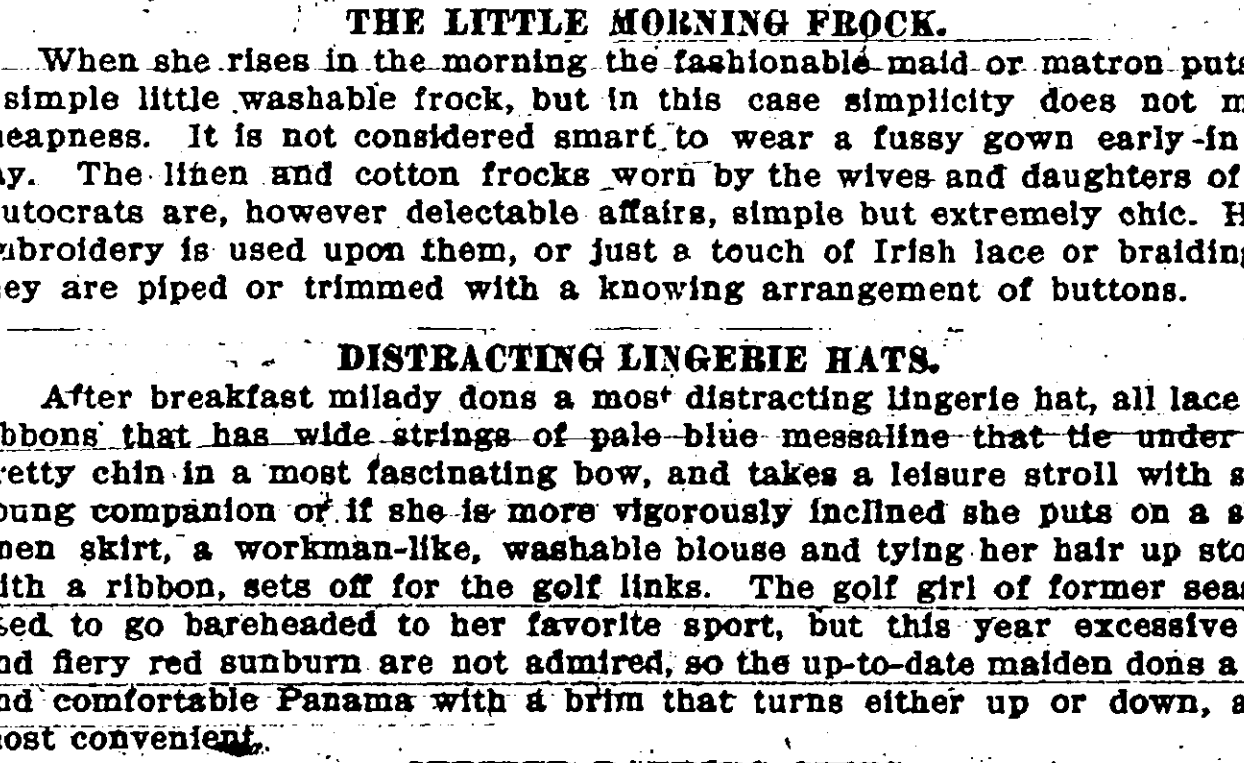 THE LITTLE MORNING FROCK.
When she rises in the morning the fashionable maid or matron puts
simple little washable frock, but in this case simplicity does not m
eapness. It is not considered smart to wear a fussy gown early in
y. The linen and cotton frocks worn by the wives and daughters of
utocrats are, however delectable affairs, simple but extremely chic. H
mbroidery is used upon them, or just a touch of Irish lace or braiding
ey are piped or trimmed with a knowing arrangement of buttons.
DISTRACTING LINGERIE HATS.
After breakfast milady dons a most distracting lingerie hat, all lace
bbons that has wide strings of pale blue messaline that tie under
retty chin in a most fascinating bow, and takes a leisure stroll with s
oung companion or if she is more vigorously inclined she puts on a s
nen skirt, a workman-like, washable blouse and tying her hair up sto
ith a ribbon, sets off for the golf links. The golf girl of former seas
sed to go bareheaded to her favorite sport, but this year excessive
nd fiery red sunburn are not admired, so the up-to-date maiden dons a
nd comfortable Panama with a brim that turns either up or down, a
ost convenient.